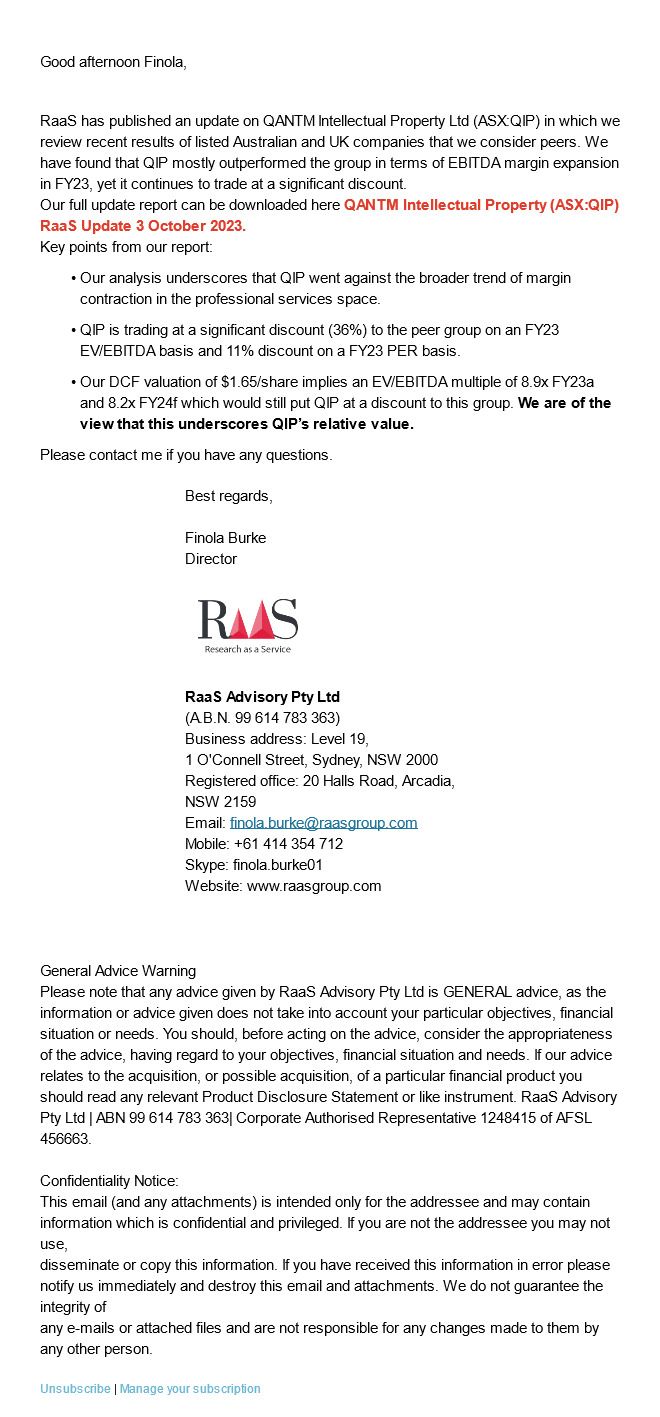 Good afternoon Finola,
RaaS has published an update on QANTM Intellectual Property Ltd (ASX:QIP) in which we
review recent results of listed Australian and UK companies that we consider peers. We
have found that QIP mostly outperformed the group in terms of EBITDA margin expansion
in FY23, yet it continues to trade at a significant discount.
Our full update report can be downloaded here QANTM Intellectual Property (ASX:QIP)
RaaS Update 3 October 2023.
Key points from our report:
• Our analysis underscores that QIP went against the broader trend of margin
contraction in the professional services space.
• QIP is trading at a significant discount (36%) to the peer group on an FY23
EV/EBITDA basis and 11% discount on a FY23 PER basis.
• Our DCF valuation of $1.65/share implies an EV/EBITDA multiple of 8.9x FY23a
and 8.2x FY24f which would still put QIP at a discount to this group. We are of the
view that this underscores QIP's relative value.
Please contact me if you have any questions.
Best regards,
Finola Burke
Director
RaaS
Research as a Service
RaaS Advisory Pty Ltd
(A.B.N. 99 614 783 363)
Business address: Level 19,
1 O'Connell Street, Sydney, NSW 2000
Registered office: 20 Halls Road, Arcadia,
NSW 2159
Email: finola.burke@raasgroup.com
Mobile: +61 414 354 712
Skype: finola.burke01
Website: www.raasgroup.com
General Advice Warning
Please note that any advice given by RaaS Advisory Pty Ltd is GENERAL advice, as the
information or advice given does not take into account your particular objectives, financial
situation or needs. You should, before acting on the advice, consider the appropriateness
of the advice, having regard to your objectives, financial situation and needs. If our advice
relates to the acquisition, or possible acquisition, of a particular financial product you
should read any relevant Product Disclosure Statement or like instrument. RaaS Advisory
Pty Ltd | ABN 99 614 783 363| Corporate Authorised Representative 1248415 of AFSL
456663.
Confidentiality Notice:
This email (and any attachments) is intended only for the addressee and may contain
information which is confidential and privileged. If you are not the addressee you may not
use,
disseminate or copy this information. If you have received this information in error please
notify us immediately and destroy this email and attachments. We do not guarantee the
integrity of
any e-mails or attached files and are not responsible for any changes made to them by
any other person.
Unsubscribe | Manage your subscription